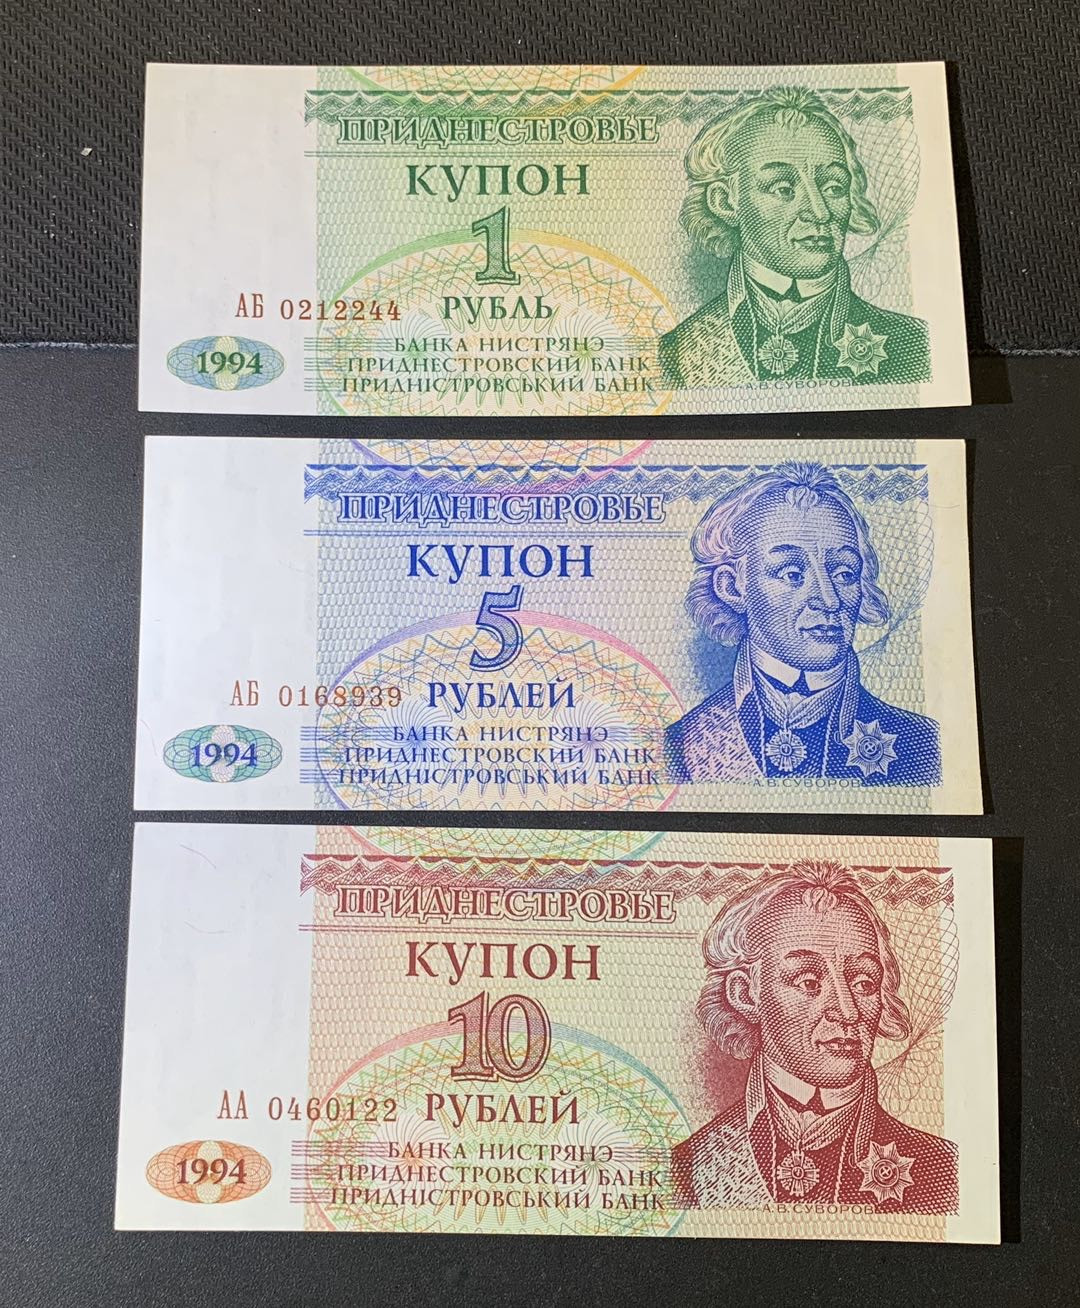 ПРИДНЕСТРОВЬЕ
КУПОН
1
АБ 0212244 РУБЛЬ
БАНКА НИСТРЯНЭ
1994 ПРИДНЕСТРОВСКИЙ БАНК
ПРИДНІСТРОВСЬКИЙ БАНК А.В.СУВОРОВ
ПРИДНЕСТРОВЬЕ
КУПОН
5
АБ 0168939 РУБЛЕЙ
БАНКА НИСТРЯНЭ
1994 ПРИДНЕСТРОВСКИЙ БАНК
ПРИДНІСТРОВСЬКИЙ БАНК А.В.СУВОРОВ
ПРИДНЕСТРОВЬЕ
КУПОН
10
АА 0460122 РУБЛЕЙ
БАНКА НИСТРЯНЭ
1994 ПРИДНЕСТРОВСКИЙ БАНК
ПРИДНІСТРОВСЬКИЙ БАНК А.В.СУВОРОВ